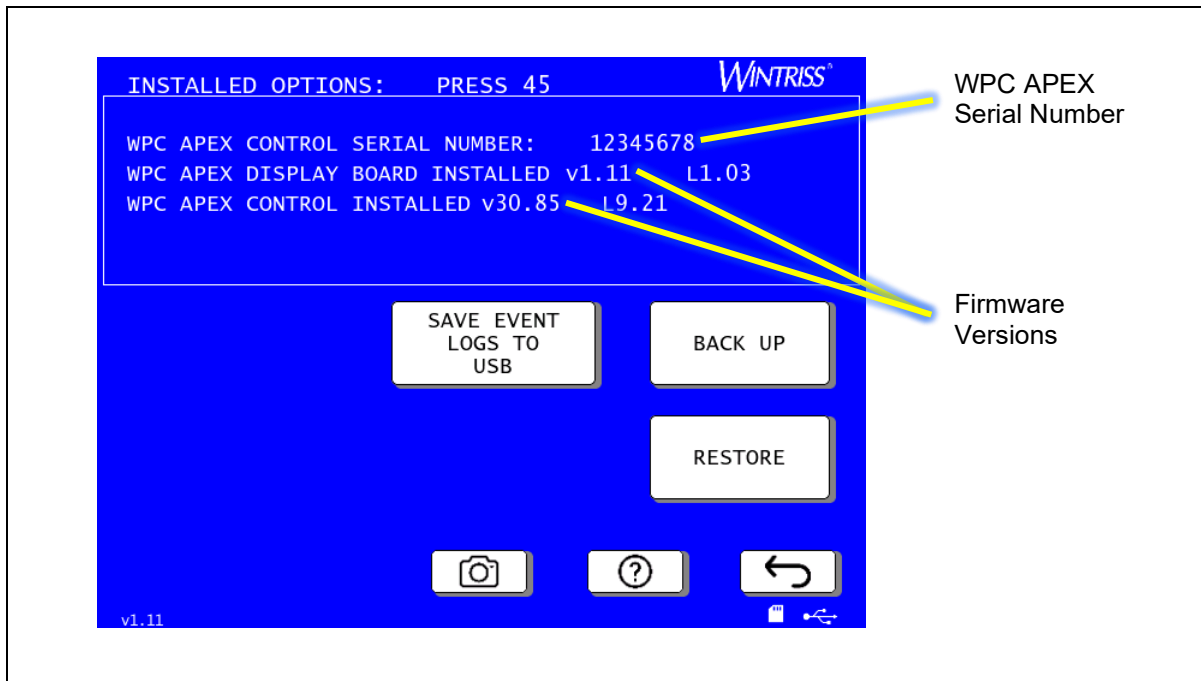 INSTALLED OPTIONS: PRESS 45
WINTRISS®
WPC APEX CONTROL SERIAL NUMBER: 12345678
WPC APEX DISPLAY BOARD INSTALLED v1.11 L1.03
WPC APEX CONTROL INSTALLED v30.85 L9.21
WPC APEX
Serial Number
Firmware
Versions
SAVE EVENT
LOGS TO
USB
BACK UP
RESTORE
?
v1.11